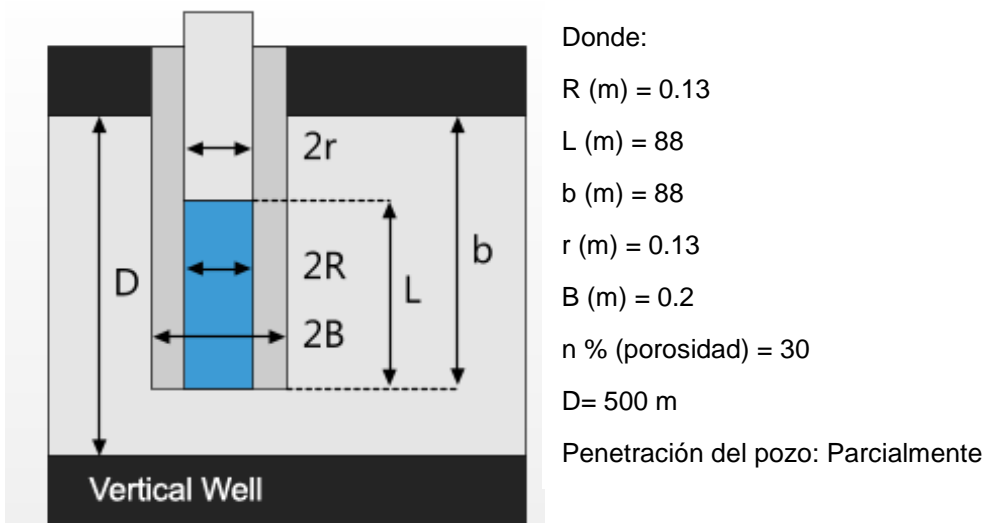 D
2r
2R
2B
L
b
Vertical Well
Donde:
R (m) = 0.13
L (m) = 88
b (m) = 88
r (m) = 0.13
B (m) = 0.2
n % (porosidad) = 30
D= 500 m
Penetración del pozo: Parcialmente